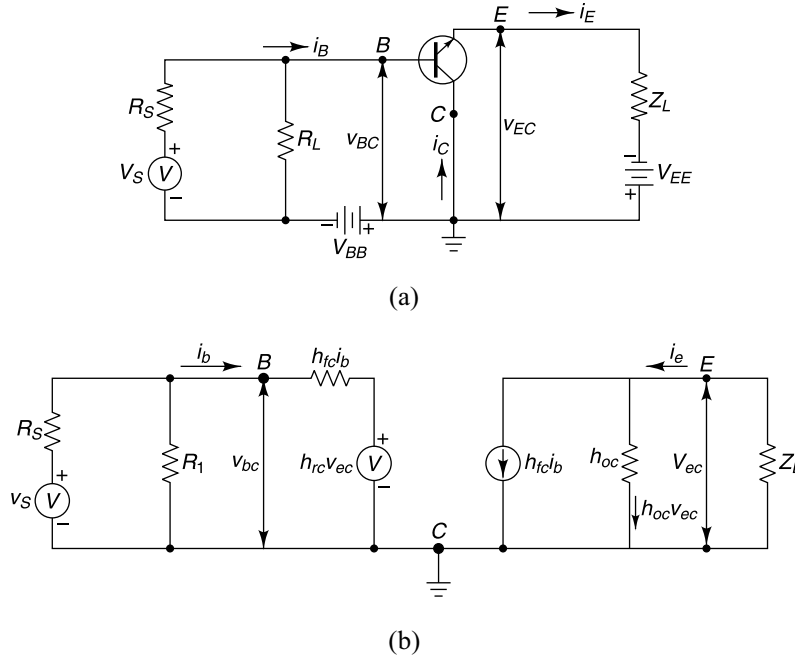 E
i_E
i_B
B
R_S
Z_L
C
R_L
v_BC
v_EC
+
V_S
V
−
i_C
−
V_EE
+
−
+
V_BB
(a)
i_b
B
h_fc i_b
i_e
E
R_S
+
R_1
v_bc
h_rc v_ec
V
h_fc i_b
h_oc
V_ec
Z_L
+
v_S
V
−
−
h_oc v_ec
C
(b)